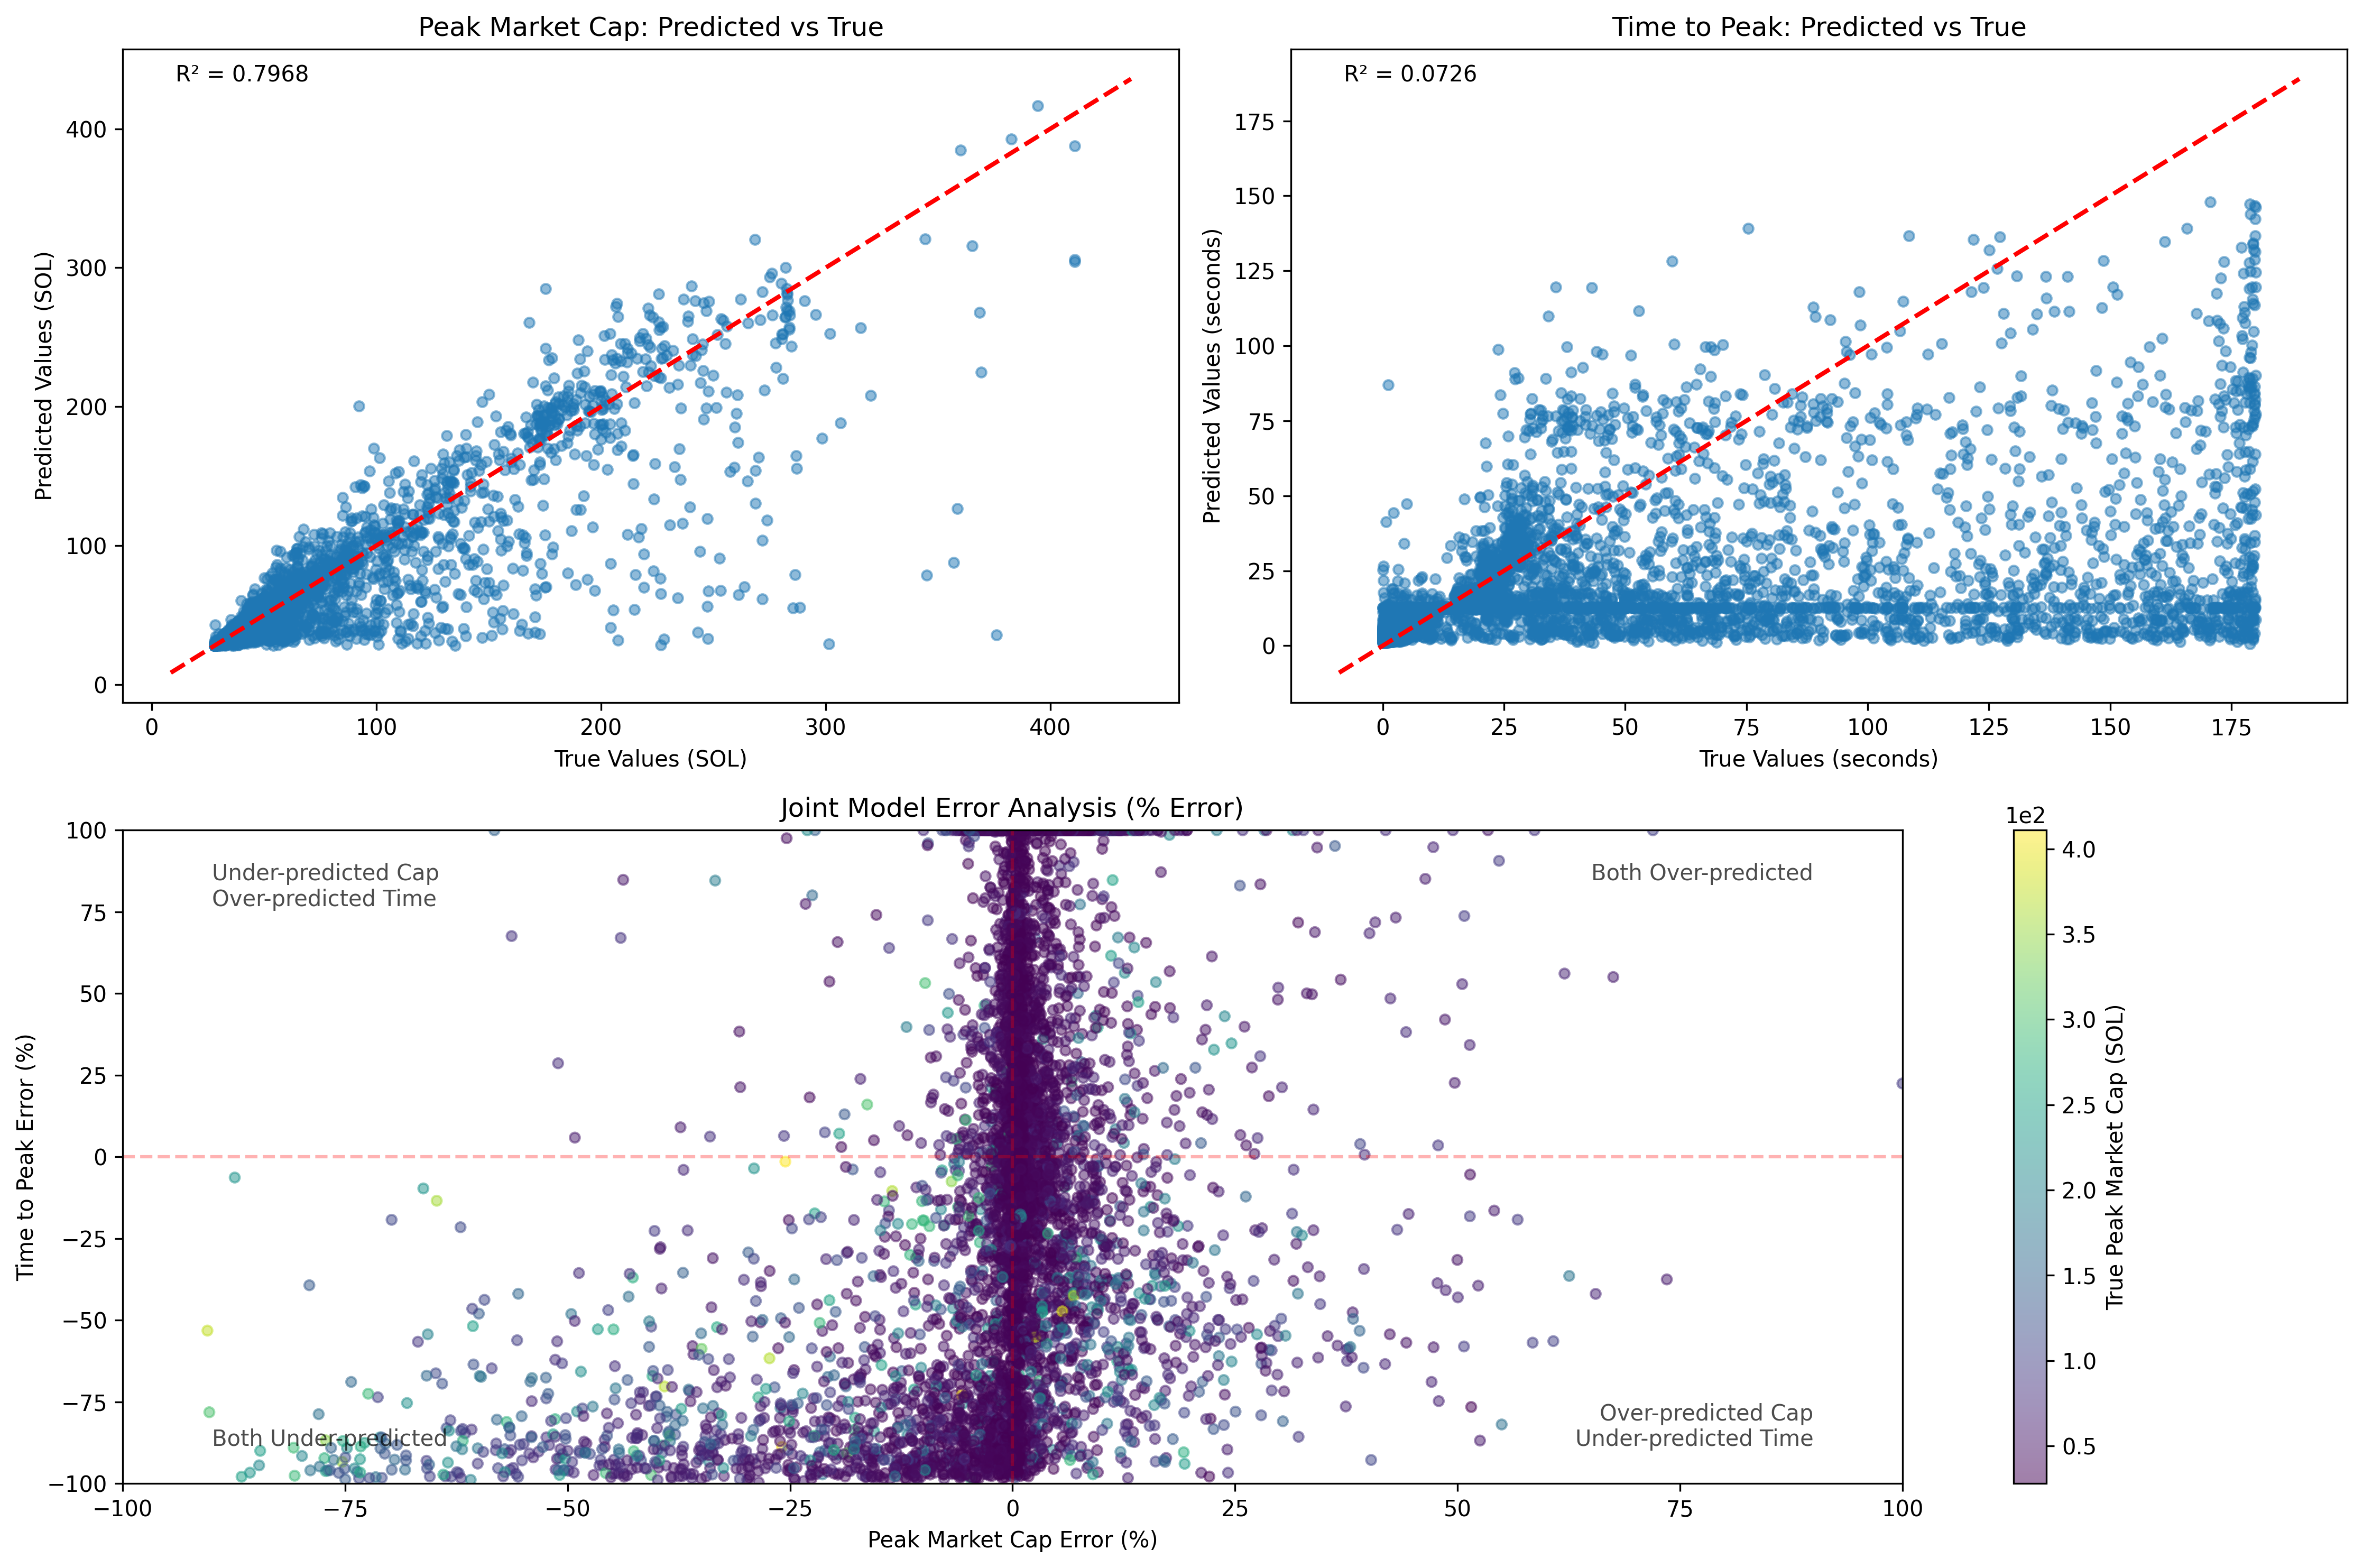 Peak Market Cap: Predicted vs True
R² = 0.7968
Predicted Values (SOL)
400
300
200
100
0
0 100 200 300 400
True Values (SOL)
Time to Peak: Predicted vs True
R² = 0.0726
Predicted Values (seconds)
175
150
125
100
75
50
25
0
0 25 50 75 100 125 150 175
True Values (seconds)
Joint Model Error Analysis (% Error)
Under-predicted Cap
Over-predicted Time
Both Over-predicted
Both Under-predicted
Over-predicted Cap
Under-predicted Time
Time to Peak Error (%)
100
75
50
25
0
−25
−50
−75
−100
−100 −75 −50 −25 0 25 50 75 100
Peak Market Cap Error (%)
1e2
4.0
3.5
3.0
2.5
2.0
1.5
1.0
0.5
True Peak Market Cap (SOL)